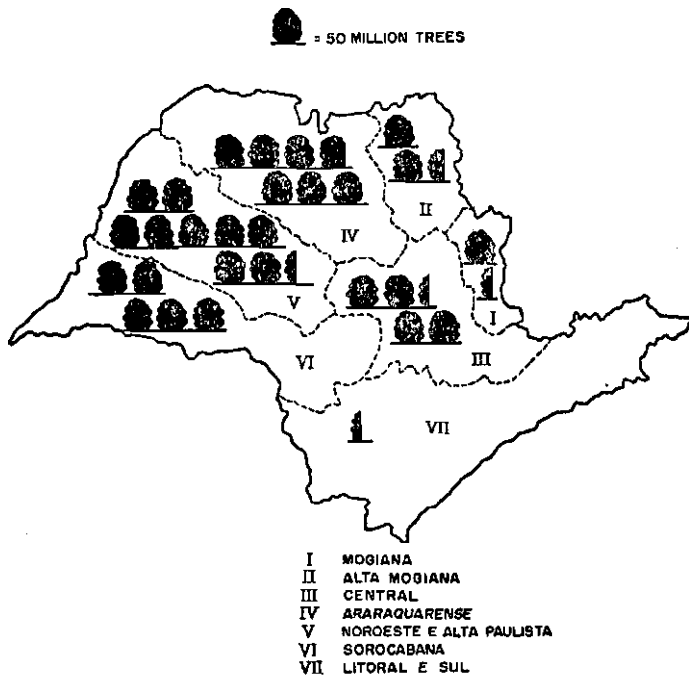 = 50 MILLION TREES
II
IV
I
V
III
VI
VII
I MOGIANA
II ALTA MOGIANA
III CENTRAL
IV ARARAQUARENSE
V NOROESTE E ALTA PAULISTA
VI SOROCABANA
VII LITORAL E SUL